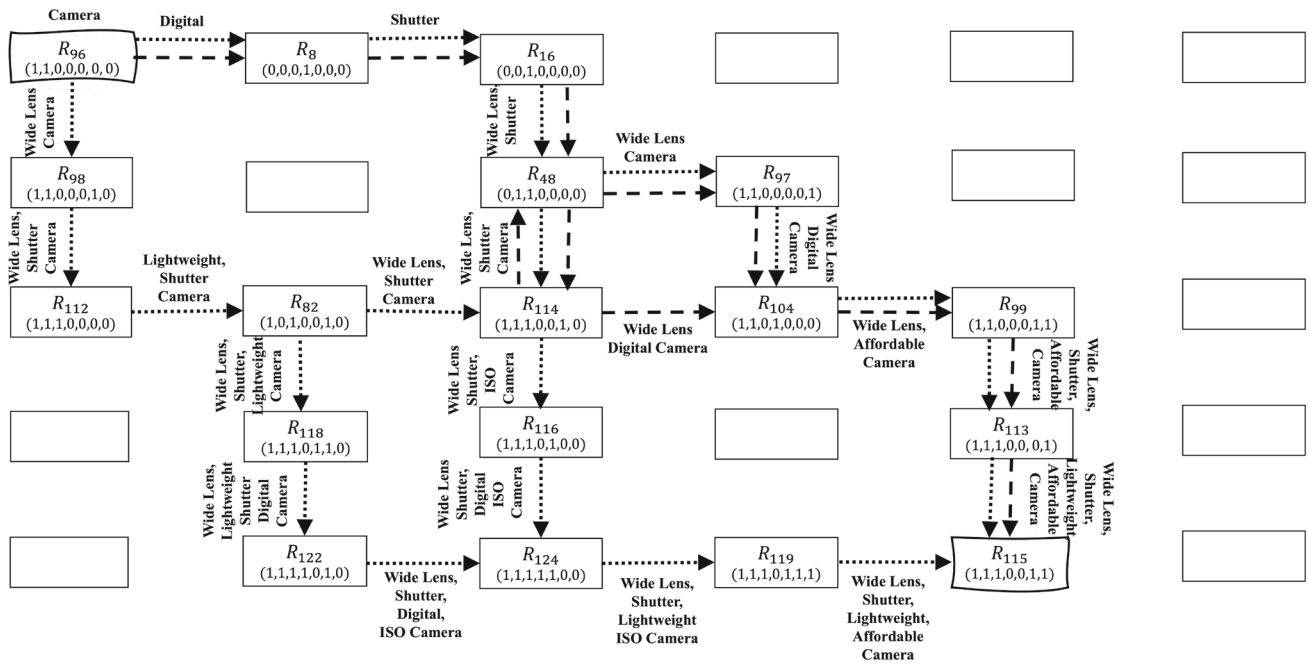 Camera
Digital
Shutter
R96
(1,1,0,0,0, 0, 0)
R8
(0,0,0,1,0,0,0)
R16
(0,0,1,0,0,0,0)
Wide Lens
Camera
Wide Lens,
Shutter
Wide Lens
Camera
R98
(1,1,0,0,0,1,0)
R48
(0,1,1,0,0,0,0)
R97
(1,1,0,0,0,0,1)
Wide Lens,
Shutter
Camera
Lightweight,
Shutter
Camera
Wide Lens,
Shutter
Camera
Wide Lens,
Shutter
Camera
Wide Lens
Digital
Camera
R112
(1,1,1,0,0,0,0)
R82
(1,0,1,0,0,1,0)
R114
(1,1,1,0,0,1,0)
Wide Lens
Digital Camera
R104
(1,1,0,1,0,0,0)
Wide Lens,
Affordable
Camera
R99
(1,1,0,0,0,1,1)
Wide Lens,
Shutter,
Lightweight
Camera
Wide Lens
Shutter,
ISO
Camera
Wide Lens,
Shutter,
Affordable
Camera
R118
(1,1,1,0,1,1,0)
R116
(1,1,1,0,1,0,0)
R113
(1,1,1,0,0,0,1)
Wide Lens,
Lightweight
Shutter
Digital
Camera
Wide Lens
Shutter,
Digital
ISO
Camera
Wide Lens,
Shutter,
Lightweight
Affordable
Camera
R122
(1,1,1,1,0,1,0)
R124
(1,1,1,1,1,0,0)
R119
(1,1,1,0,1,1,1)
R115
(1,1,1,0,0,1,1)
Wide Lens,
Shutter,
Digital,
ISO Camera
Wide Lens,
Shutter,
Lightweight
ISO Camera
Wide Lens,
Shutter,
Lightweight,
Affordable
Camera